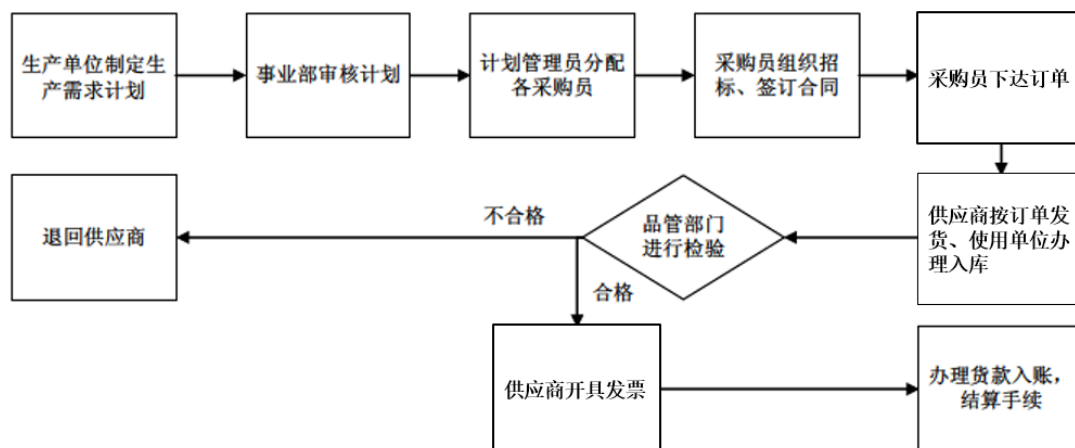 生产单位制定生
产需求计划
事业部审核计划
计划管理员分配
各采购员
采购员组织招
标、签订合同
采购员下达订单
供应商按订单发
货、使用单位办
理入库
品管部门
进行检验
不合格
退回供应商
合格
供应商开具发票
办理货款入账，
结算手续